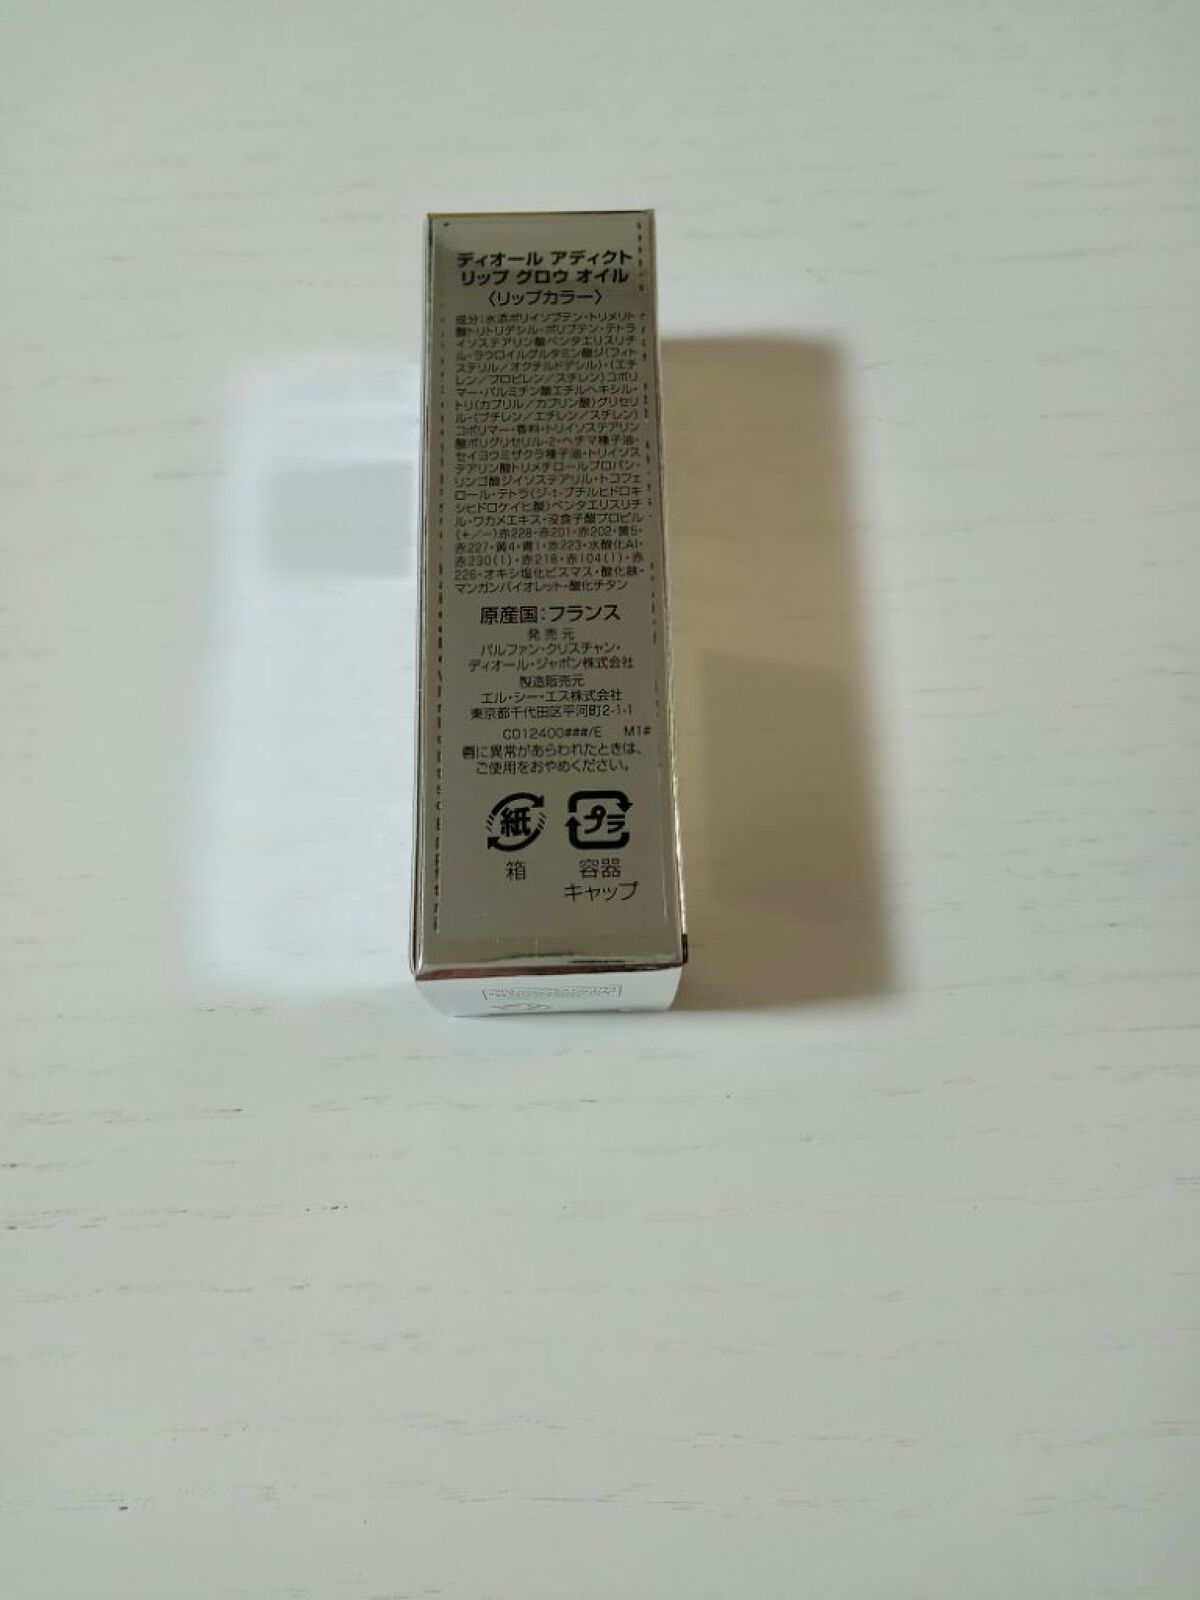 ディオール アディクト
リップ グロウ オイル
〈リップカラー〉
成分:水添ポリイソブテン・トリメリト
酸トリトリデシル・ポリブテン・テトラ
イソステアリン酸ペンタエリスリチ
ル・ラウロイルグルタミン酸ジ(フィト
ステリル/オクチルドデシル)・(エチ
レン/プロピレン/スチレン)コポリ
マー・パルミチン酸エチルヘキシル・
トリ(カプリル/カプリン酸)グリセリ
ル・(ブチレン/エチレン/スチレン)
コポリマー・香料・トリイソステアリン
酸ポリグリセリル-2・ヘチマ種子油・
セイヨウミザクラ種子油・トリイソス
テアリン酸トリメチロールプロパン・
リンゴ酸ジイソステアリル・トコフェ
ロール・テトラ(ジ-t-ブチルヒドロキ
シヒドロケイヒ酸)ペンタエリスリチ
ル・ワカメエキス・没食子酸プロピル
(+/-)赤228・赤201・赤202・黄5・
赤227・黄4・青1・赤223・水酸化Al・
赤230(1)・赤218・赤104(1)・赤
226・オキシ塩化ビスマス・酸化鉄・
マンガンバイオレット・酸化チタン
原産国:フランス
発売元
パルファン・クリスチャン・
ディオール・ジャポン株式会社
製造販売元
エル・シー・エス株式会社
東京都千代田区平河町2-1-1
C012400###/E M1#
唇に異常があらわれたときは、
ご使用をおやめください。
紙 プラ
箱 容器
キャップ